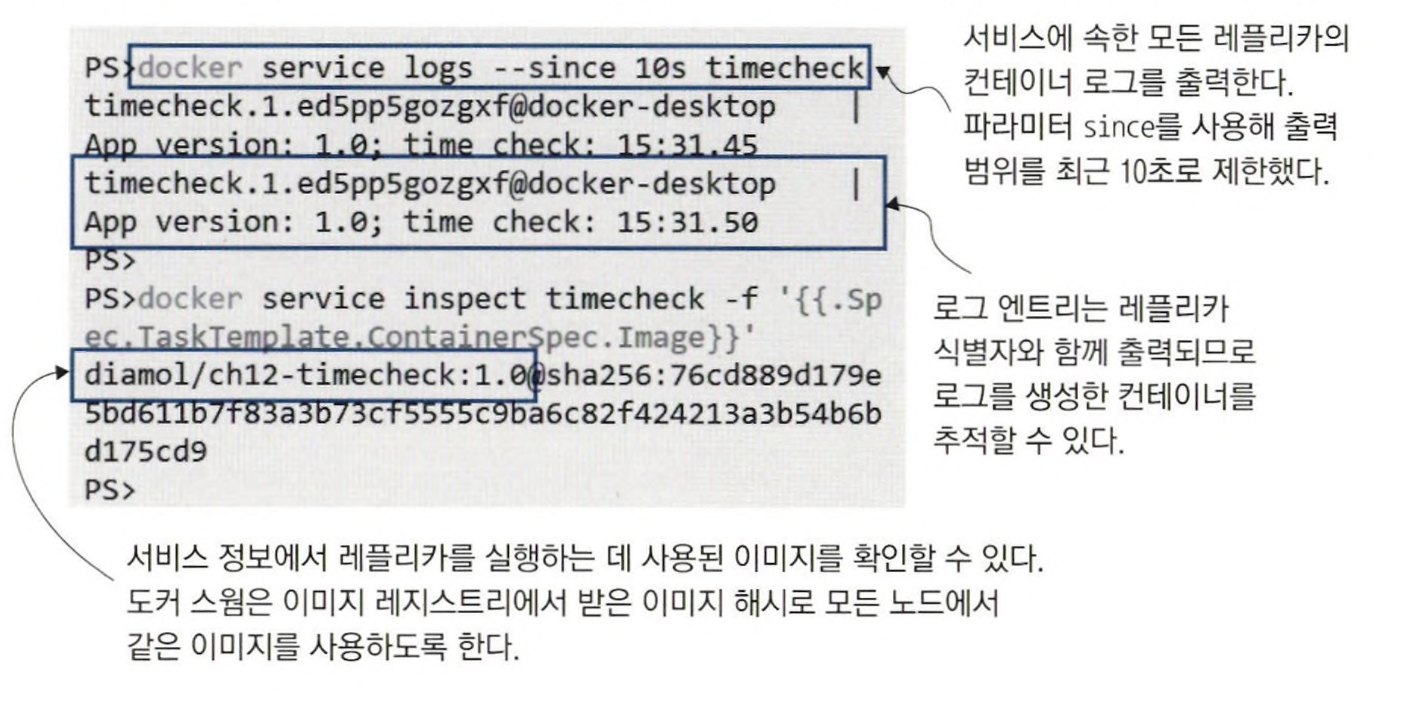 PS>docker service logs --since 10s timecheck
timecheck.1.ed5pp5gozgxf@docker-desktop |
App version: 1.0; time check: 15:31.45
timecheck.1.ed5pp5gozgxf@docker-desktop |
App version: 1.0; time check: 15:31.50
PS>
PS>docker service inspect timecheck -f '{{.Sp
ec.TaskTemplate.ContainerSpec.Image}}'
diamol/ch12-timecheck:1.0@sha256:76cd889d179e
5bd611b7f83a3b73cf5555c9ba6c82f424213a3b54b6b
d175cd9
PS>
서비스에 속한 모든 레플리카의
컨테이너 로그를 출력한다.
파라미터 since를 사용해 출력
범위를 최근 10초로 제한했다.
로그 엔트리는 레플리카
식별자와 함께 출력되므로
로그를 생성한 컨테이너를
추적할 수 있다.
서비스 정보에서 레플리카를 실행하는 데 사용된 이미지를 확인할 수 있다.
도커 스웜은 이미지 레지스트리에서 받은 이미지 해시로 모든 노드에서
같은 이미지를 사용하도록 한다.